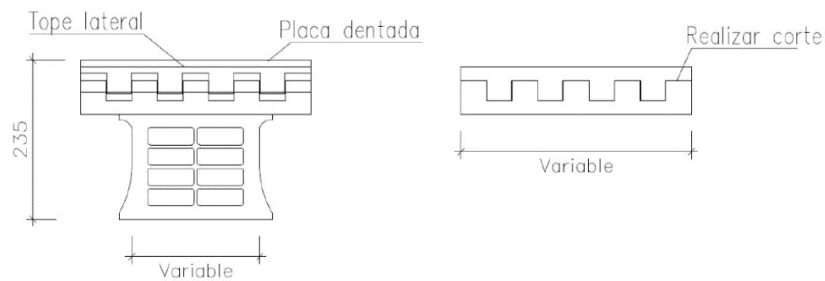 Tope lateral
Placa dentada
Realizar corte
235
Variable
Variable